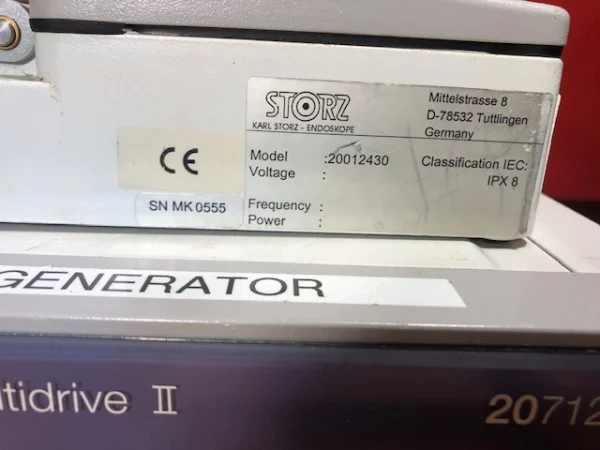 STORZ
KARL STORZ - ENDOSKOPE
Mittelstrasse 8
D-78532 Tuttlingen
Germany
CE
Model :20012430
Classification IEC:
Voltage :
IPX 8
SN MK 0555
Frequency :
Power :
GENERATOR
tidrive II
20712